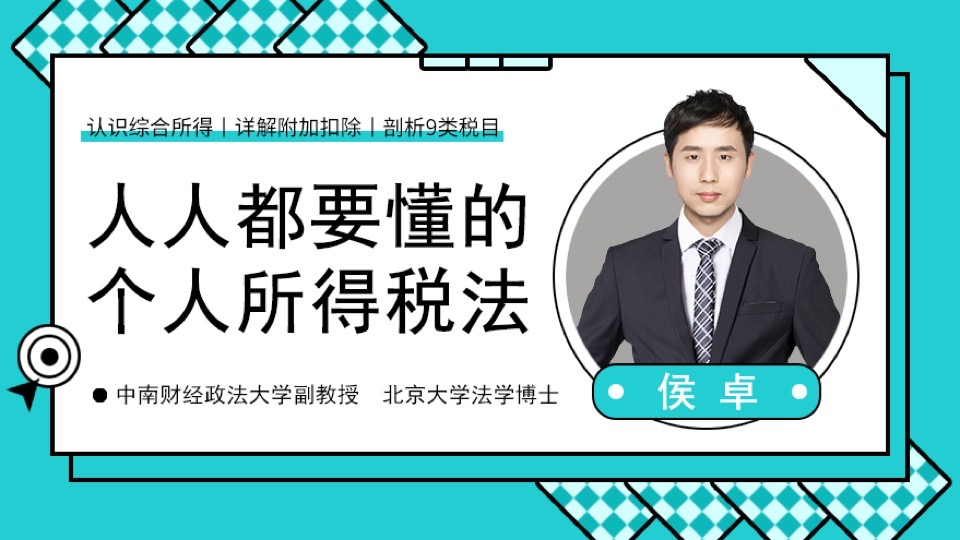 认识综合所得丨详解附加扣除丨剖析9类税目
人人都要懂的
个人所得税法
中南财经政法大学副教授 北京大学法学博士
侯 卓